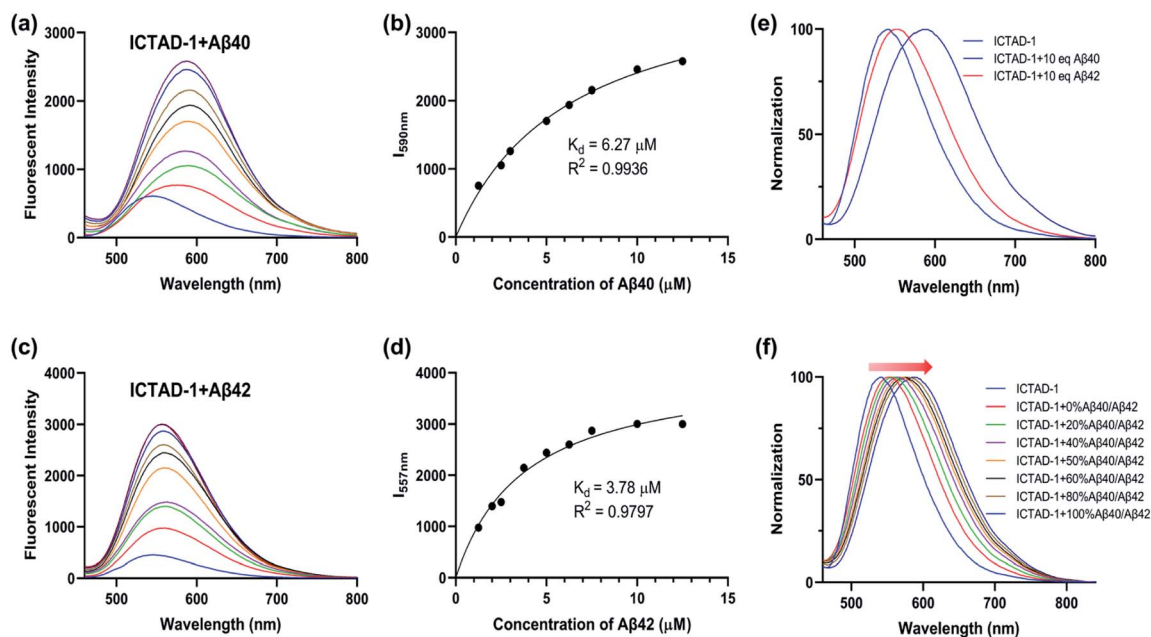 (a)
ICTAD-1+Aβ40
Fluorescent Intensity
3000
2000
1000
0
500
600
700
800
Wavelength (nm)
(b)
I590nm
3000
2000
1000
0
Kd = 6.27 μM
R² = 0.9936
0
5
10
15
Concentration of Aβ40 (μM)
(e)
Normalization
100
50
0
ICTAD-1
ICTAD-1+10 eq Aβ40
ICTAD-1+10 eq Aβ42
500
600
700
800
Wavelength (nm)
(c)
ICTAD-1+Aβ42
Fluorescent Intensity
4000
3000
2000
1000
0
500
600
700
800
Wavelength (nm)
(d)
I557nm
4000
3000
2000
1000
0
Kd = 3.78 μM
R² = 0.9797
0
5
10
15
Concentration of Aβ42 (μM)
(f)
Normalization
100
50
0
ICTAD-1
ICTAD-1+0%Aβ40/Aβ42
ICTAD-1+20%Aβ40/Aβ42
ICTAD-1+40%Aβ40/Aβ42
ICTAD-1+50%Aβ40/Aβ42
ICTAD-1+60%Aβ40/Aβ42
ICTAD-1+80%Aβ40/Aβ42
ICTAD-1+100%Aβ40/Aβ42
500
600
700
800
Wavelength (nm)